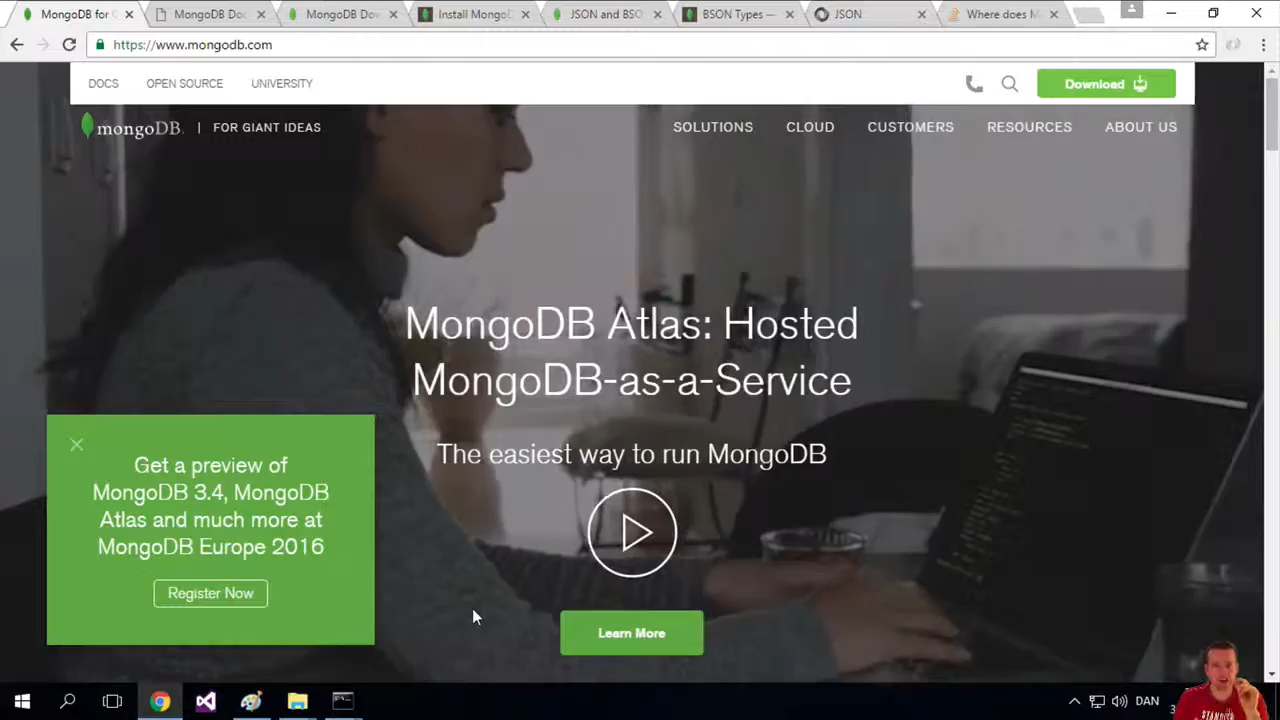 MongoDB for G
MongoDB Doc
MongoDB Dow
Install Mongo
JSON and BSO
BSON Types —
JSON
Where does M
https://www.mongodb.com
DOCS
OPEN SOURCE
UNIVERSITY
Download
mongoDB. | FOR GIANT IDEAS
SOLUTIONS
CLOUD
CUSTOMERS
RESOURCES
ABOUT US
MongoDB Atlas: Hosted
MongoDB-as-a-Service
The easiest way to run MongoDB
Get a preview of
MongoDB 3.4, MongoDB
Atlas and much more at
MongoDB Europe 2016
Register Now
Learn More
DAN